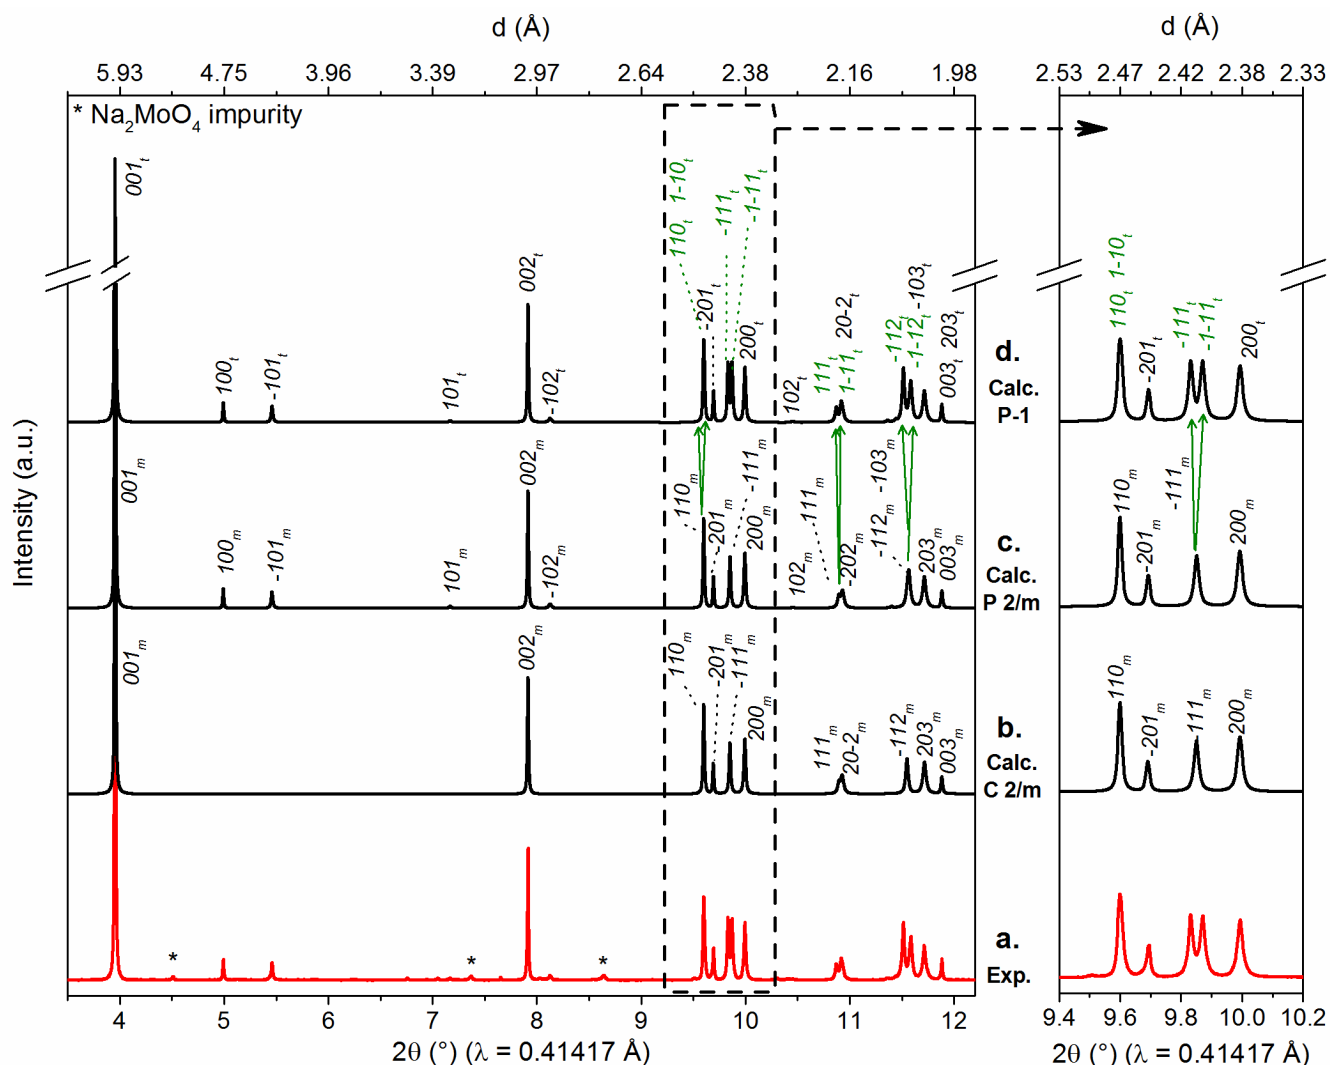 d (Å)
d (Å)
5.93 4.75 3.96 3.39 2.97 2.64 2.38 2.16 1.98
2.53 2.47 2.42 2.38 2.33
* Na₂MoO₄ impurity
Intensity (a.u.)
001ₜ
100ₜ
-101ₜ
101ₜ
002ₜ
-102ₜ
110ₜ 1-10ₜ
-201ₜ
-111ₜ
1-11ₜ
200ₜ
102ₜ
111ₜ
1-11ₜ
20-2ₜ
-112ₜ
-1-12ₜ
-103ₜ
003ₜ 203ₜ
d.
Calc.
P-1
110ₜ 1-10ₜ
-201ₜ
-111ₜ
-1-11ₜ
200ₜ
001ₘ
100ₘ
-101ₘ
101ₘ
002ₘ
-102ₘ
110ₘ
-201ₘ
-111ₘ
200ₘ
102ₘ
111ₘ
-202ₘ
-112ₘ
-103ₘ
203ₘ
003ₘ
c.
Calc.
P 2/m
110ₘ
-201ₘ
-111ₘ
200ₘ
001ₘ
002ₘ
110ₘ
-201ₘ
-111ₘ
200ₘ
111ₘ
20-2ₘ
-112ₘ
203ₘ
003ₘ
b.
Calc.
C 2/m
110ₘ
-201ₘ
111ₘ
200ₘ
* * *
a.
Exp.
4 5 6 7 8 9 10 11 12
9.4 9.6 9.8 10.0 10.2
2θ (°) (λ = 0.41417 Å)
2θ (°) (λ = 0.41417 Å)